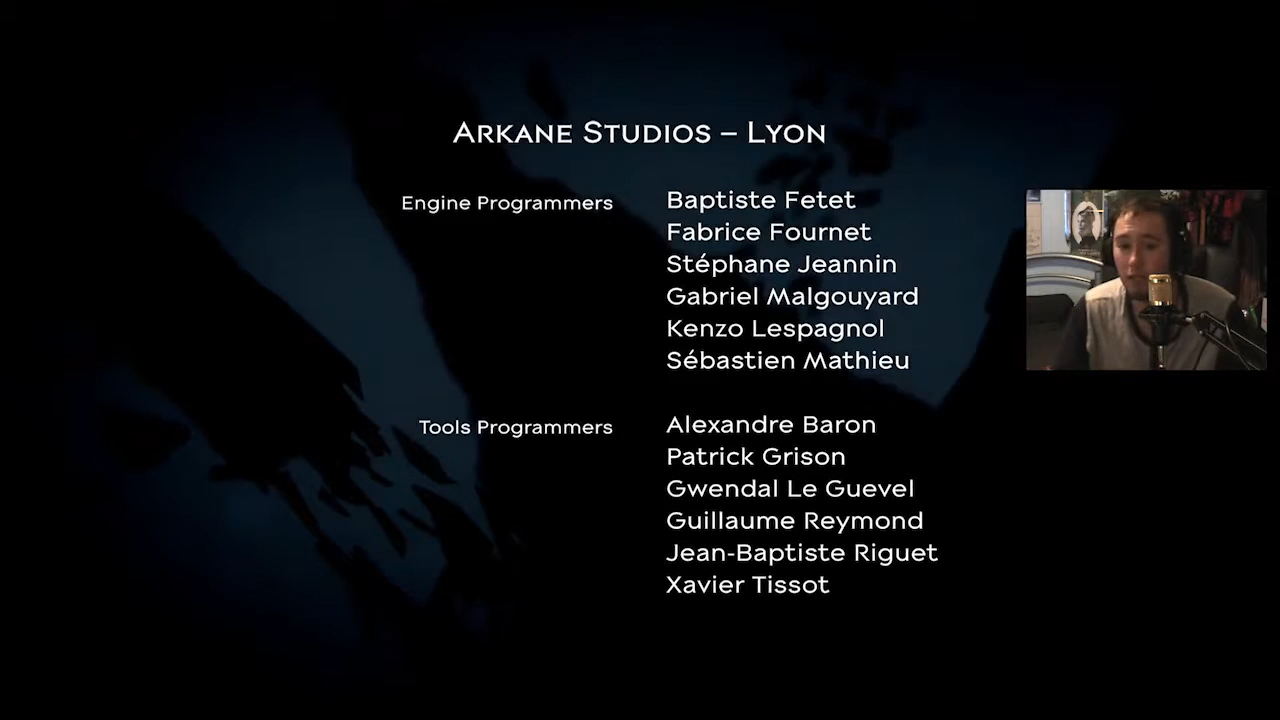 Arkane Studios – Lyon
Engine Programmers
Baptiste Fetet
Fabrice Fournet
Stéphane Jeannin
Gabriel Malgouyard
Kenzo Lespagnol
Sébastien Mathieu
Tools Programmers
Alexandre Baron
Patrick Grison
Gwendal Le Guevel
Guillaume Reymond
Jean-Baptiste Riguet
Xavier Tissot